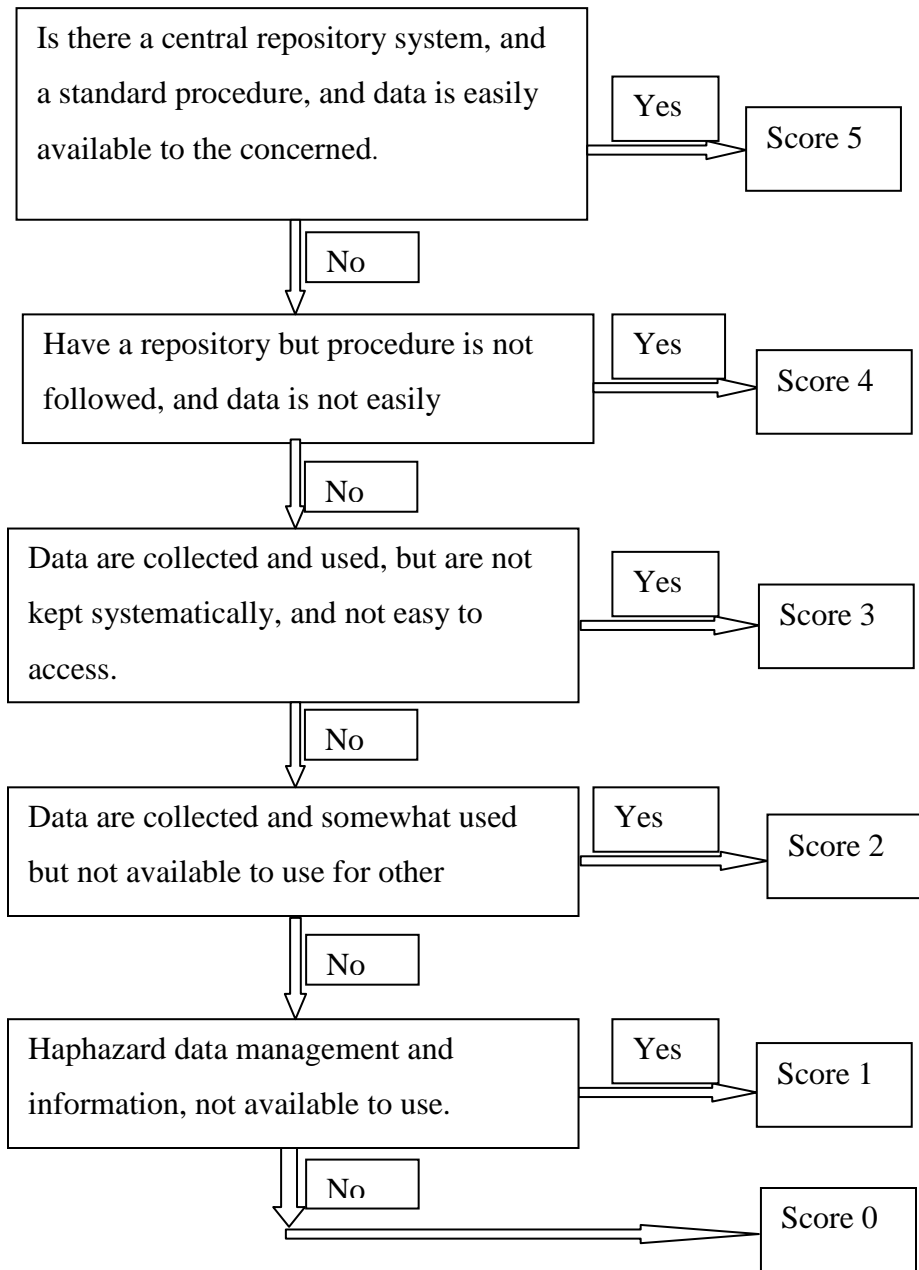 Is there a central repository system, and
a standard procedure, and data is easily
available to the concerned.
Yes
Score 5
No
Have a repository but procedure is not
followed, and data is not easily
Yes
Score 4
No
Data are collected and used, but are not
kept systematically, and not easy to
access.
Yes
Score 3
No
Data are collected and somewhat used
but not available to use for other
Yes
Score 2
No
Haphazard data management and
information, not available to use.
Yes
Score 1
No
Score 0